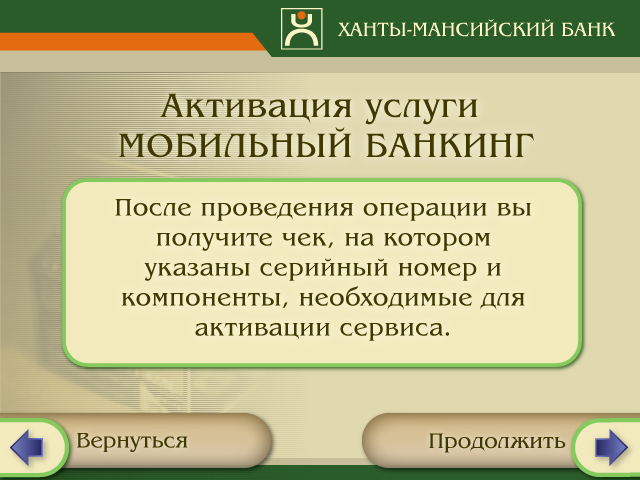 ХАНТЫ-МАНСИЙСКИЙ БАНК
Активация услуги
МОБИЛЬНЫЙ БАНКИНГ
После проведения операции вы
получите чек, на котором
указаны серийный номер и
компоненты, необходимые для
активации сервиса.
Вернуться
Продолжить